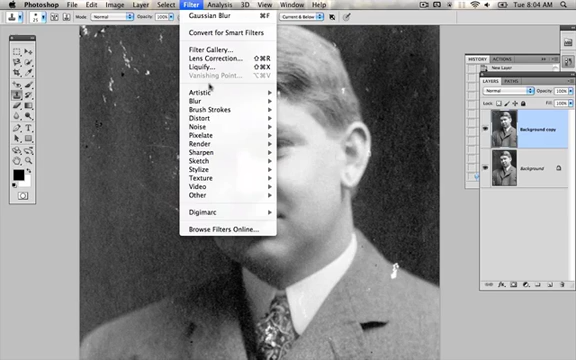 Photoshop File Edit Image Layer Select Filter Analysis 3D View Window Help Tue 8:04 AM
Mode: Normal Opacity: 100% Current & Below
Gaussian Blur ⌘F
Convert for Smart Filters
Filter Gallery...
Lens Correction... ⇧⌘R
Liquify... ⇧⌘X
Vanishing Point... ⌥⌘V
Artistic
Blur
Brush Strokes
Distort
Noise
Pixelate
Render
Sharpen
Sketch
Stylize
Texture
Video
Other
Digimarc
Browse Filters Online...
HISTORY ACTIONS
New Layer
LAYERS PATHS
Normal Opacity: 100%
Lock: Fill: 100%
Background copy
Background